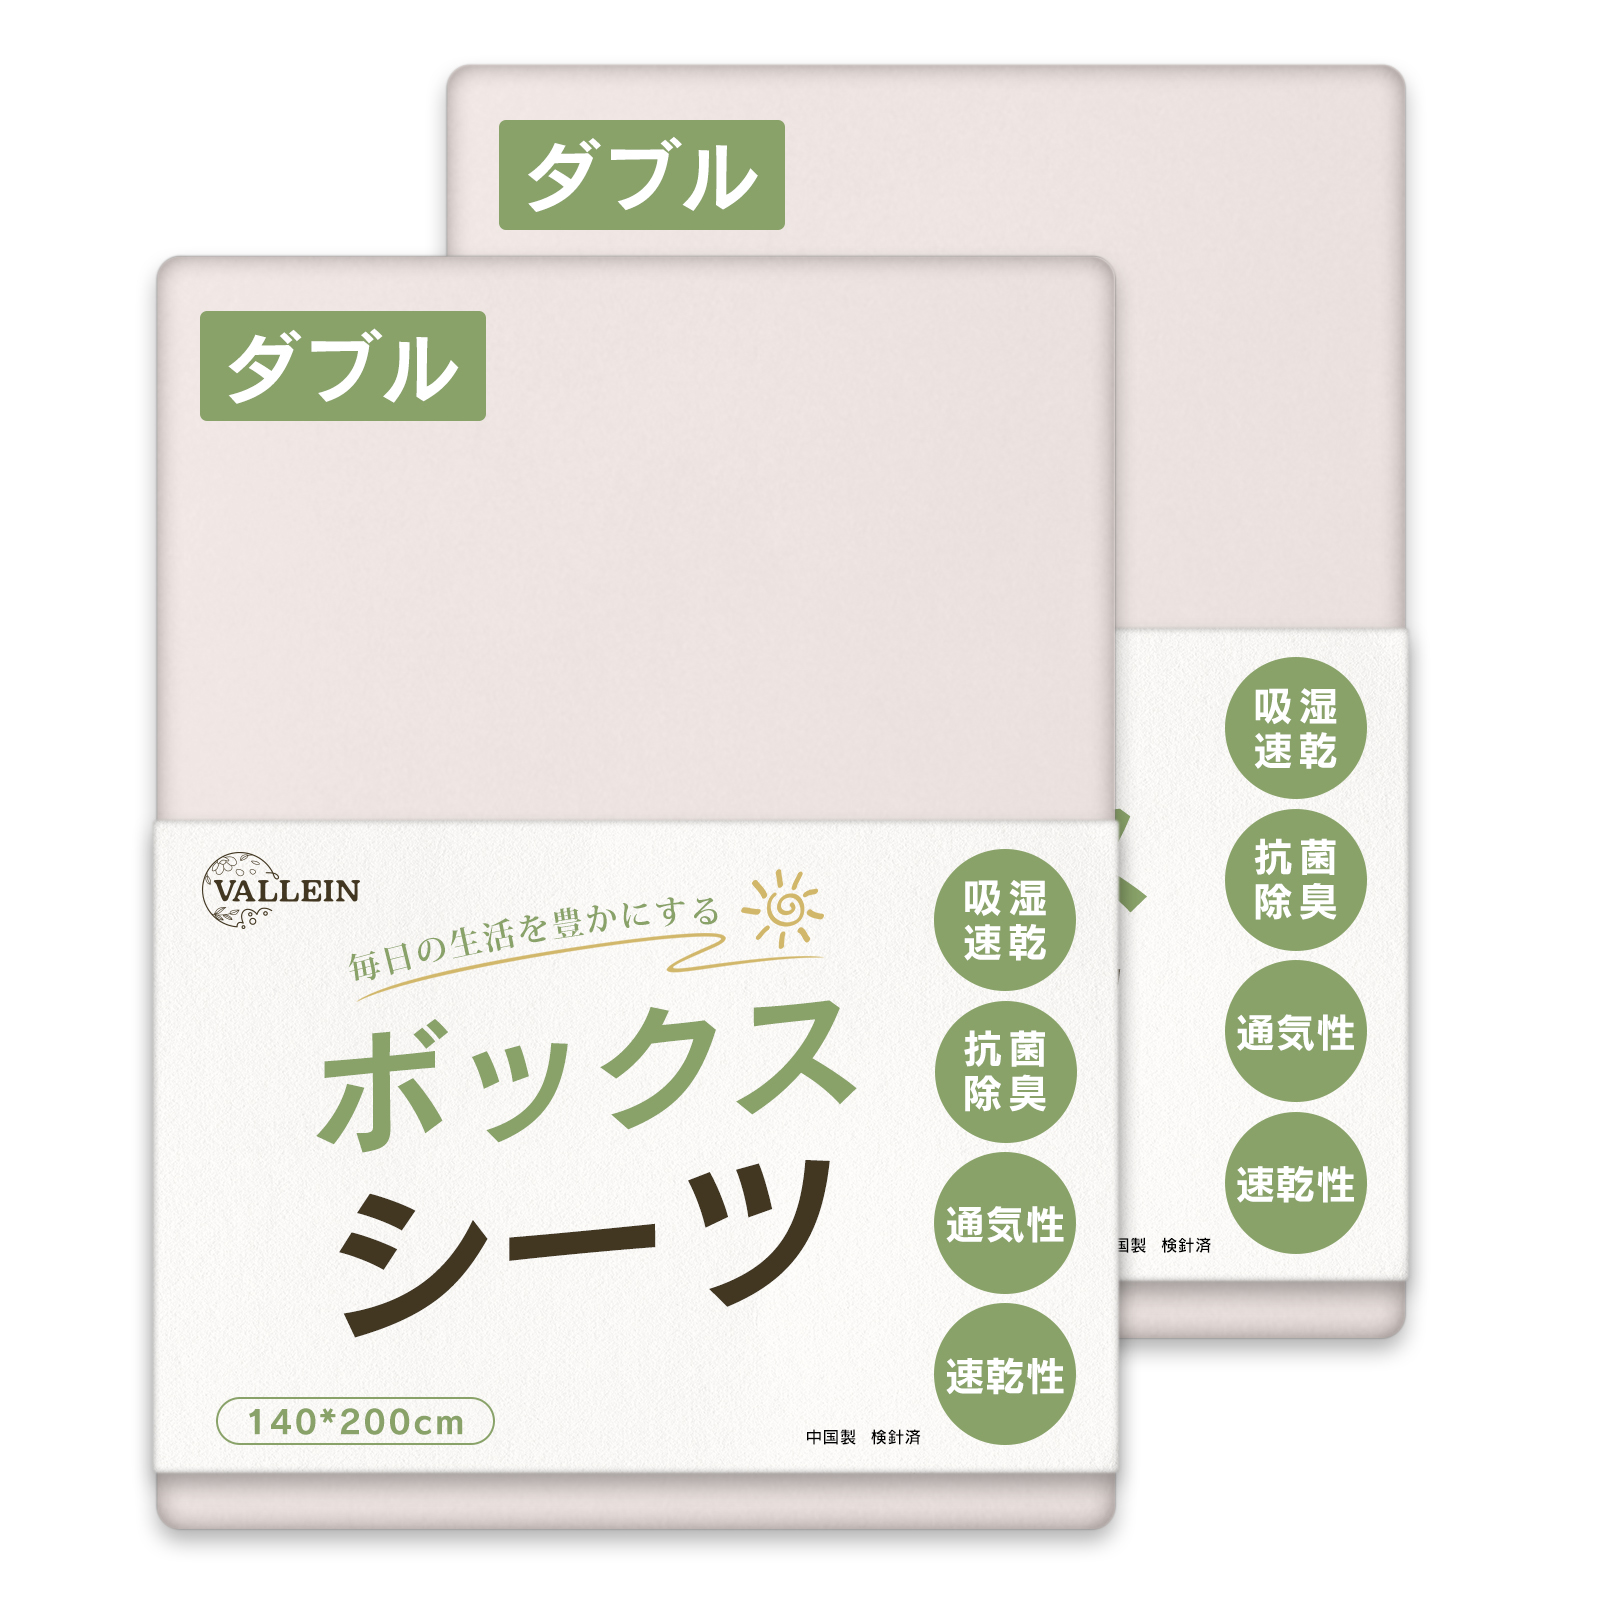 ダブル
ダブル
VALLEIN
毎日の生活を豊かにする
ボックス
シーツ
140*200cm
中国製 検針済
吸湿
速乾
抗菌
除臭
通気性
速乾性
吸湿
速乾
抗菌
除臭
通気性
速乾性
国製 検針済